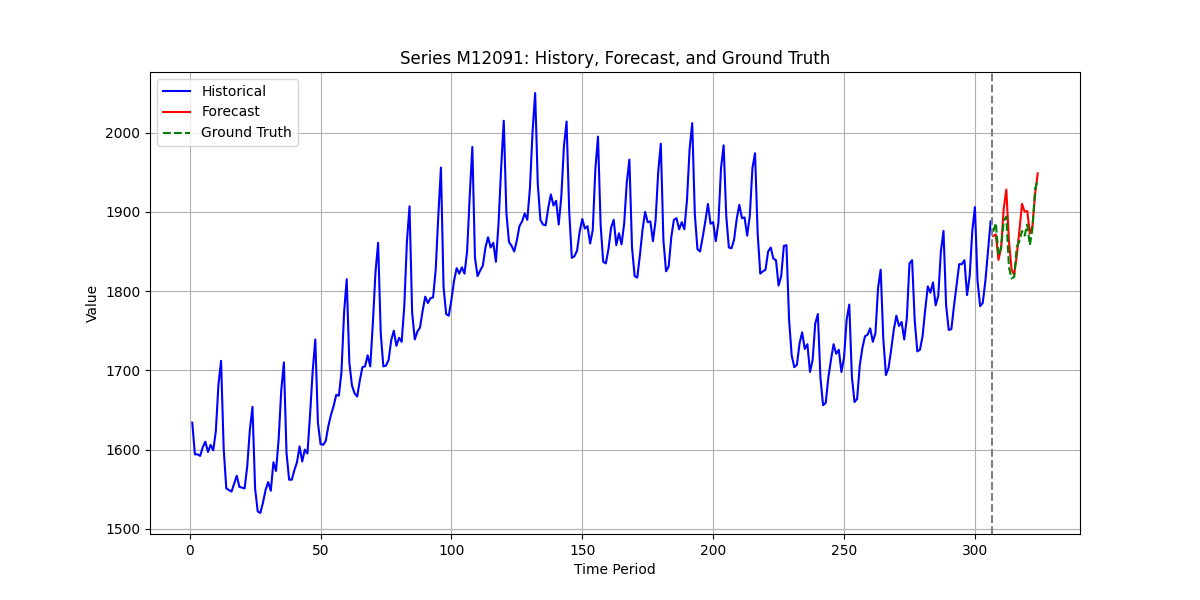 Series M12091: History, Forecast, and Ground Truth
Historical
Forecast
Ground Truth
2000
1900
1800
1700
1600
1500
Value
0 50 100 150 200 250 300
Time Period